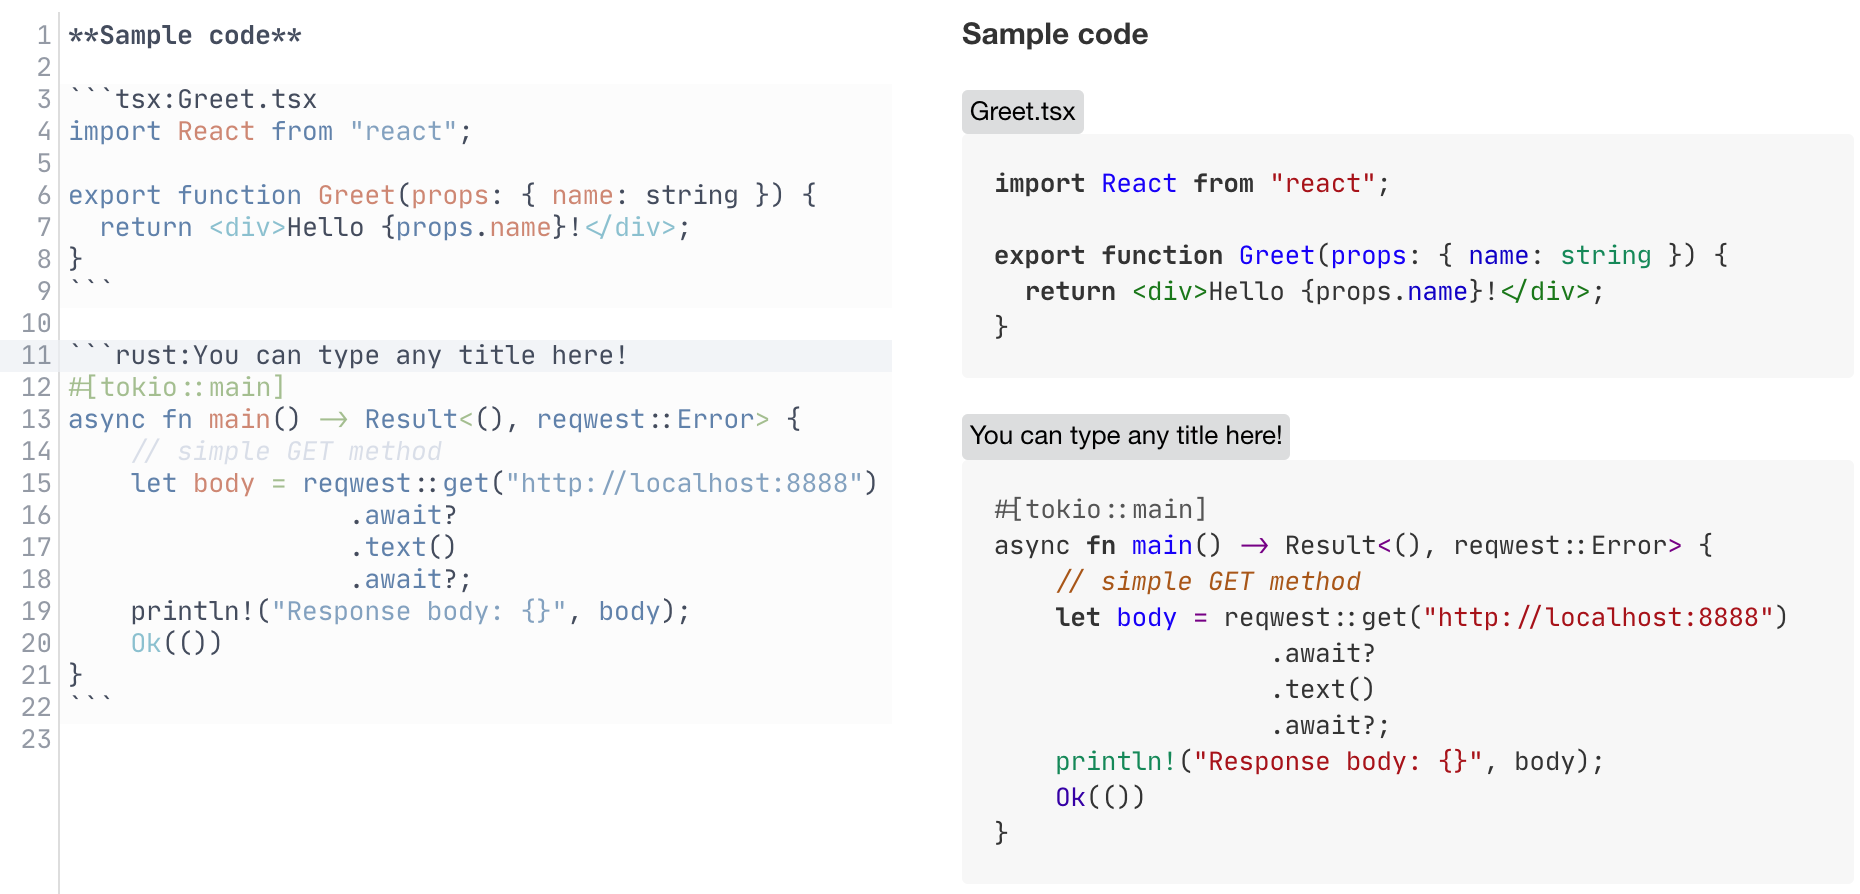 1 **Sample code**
2
3 ```tsx:Greet.tsx
4 import React from "react";
5
6 export function Greet(props: { name: string }) {
7   return <div>Hello {props.name}!</div>;
8 }
9 ```
10
11 ```rust:You can type any title here!
12 #[tokio::main]
13 async fn main() -> Result<(), reqwest::Error> {
14     // simple GET method
15     let body = reqwest::get("http://localhost:8888")
16                   .await?
17                   .text()
18                   .await?;
19     println!("Response body: {}", body);
20     Ok(())
21 }
22 ```
23
Sample code
Greet.tsx
import React from "react";

export function Greet(props: { name: string }) {
  return <div>Hello {props.name}!</div>;
}
You can type any title here!
#[tokio::main]
async fn main() -> Result<(), reqwest::Error> {
    // simple GET method
    let body = reqwest::get("http://localhost:8888")
                  .await?
                  .text()
                  .await?;
    println!("Response body: {}", body);
    Ok(())
}